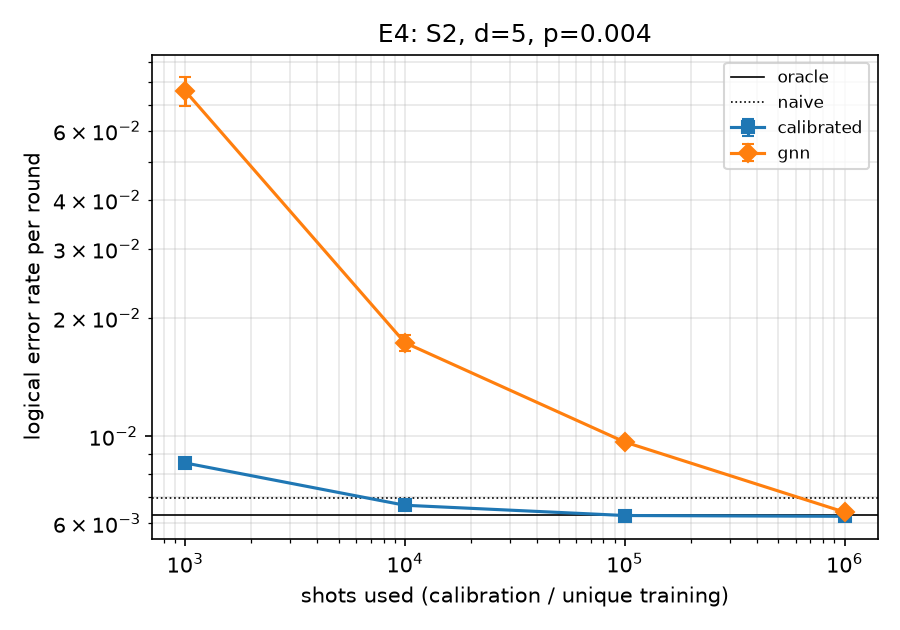 E4: S2, d=5, p=0.004
oracle
naive
calibrated
gnn
logical error rate per round
6 × 10⁻²
4 × 10⁻²
3 × 10⁻²
2 × 10⁻²
10⁻²
6 × 10⁻³
10³ 10⁴ 10⁵ 10⁶
shots used (calibration / unique training)